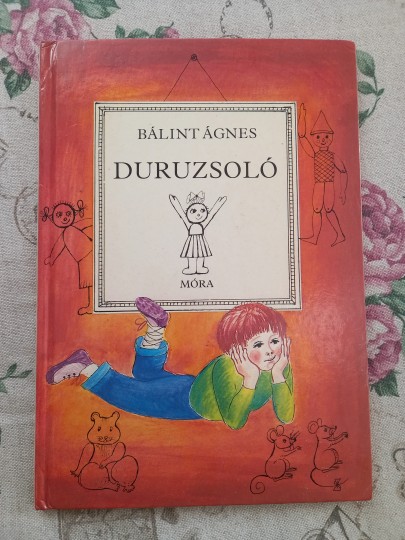 BÁLINT ÁGNES
DURUZSOLÓ
MÓRA